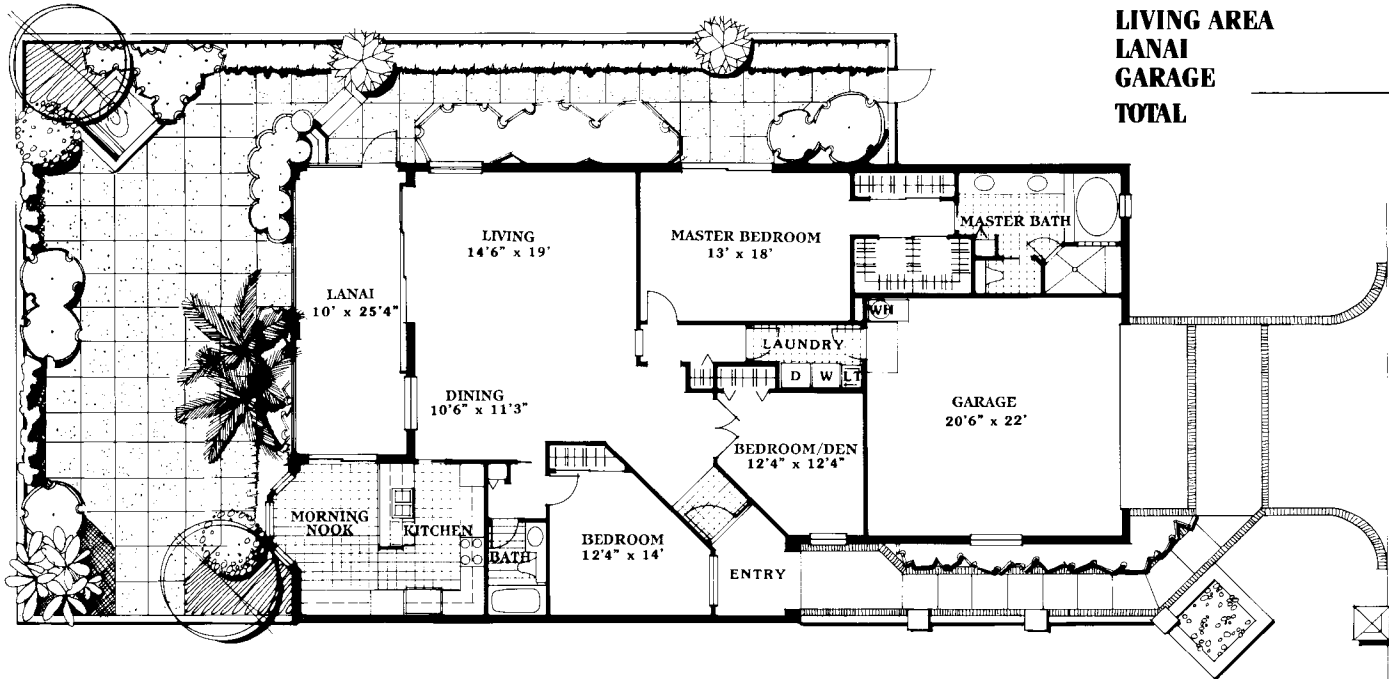 LIVING AREA
LANAI
GARAGE
TOTAL
LIVING
14'6" x 19'
MASTER BEDROOM
13' x 18'
MASTER BATH
LANAI
10' x 25'4"
WH
LAUNDRY
D W LT
DINING
10'6" x 11'3"
GARAGE
20'6" x 22'
BEDROOM/DEN
12'4" x 12'4"
MORNING
NOOK
KITCHEN
BATH
BEDROOM
12'4" x 14'
ENTRY